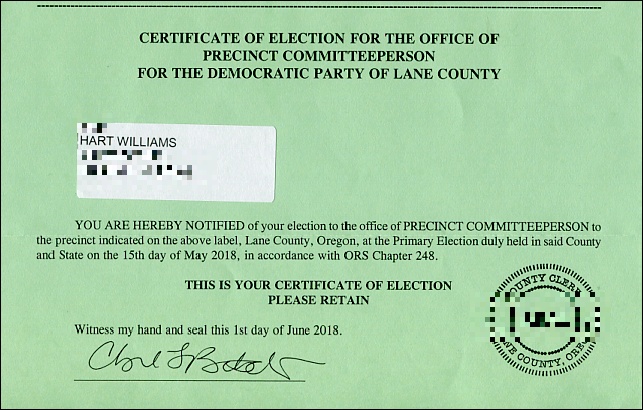 CERTIFICATE OF ELECTION FOR THE OFFICE OF
PRECINCT COMMITTEEPERSON
FOR THE DEMOCRATIC PARTY OF LANE COUNTY
HART WILLIAMS
YOU ARE HEREBY NOTIFIED of your election to the office of PRECINCT COMMITTEEPERSON to
the precinct indicated on the above label, Lane County, Oregon, at the Primary Election duly held in said County
and State on the 15th day of May 2018, in accordance with ORS Chapter 248.
THIS IS YOUR CERTIFICATE OF ELECTION
PLEASE RETAIN
Witness my hand and seal this 1st day of June 2018.
COUNTY CLERK
COUNTY, ORE